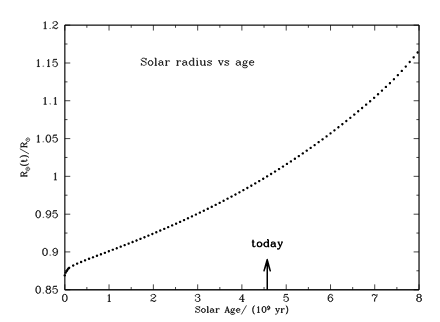 Solar radius vs age
today
R⊙(t)/R⊙
1.2
1.15
1.1
1.05
1
0.95
0.9
0.85
0 1 2 3 4 5 6 7 8
Solar Age/ (10⁹ yr)